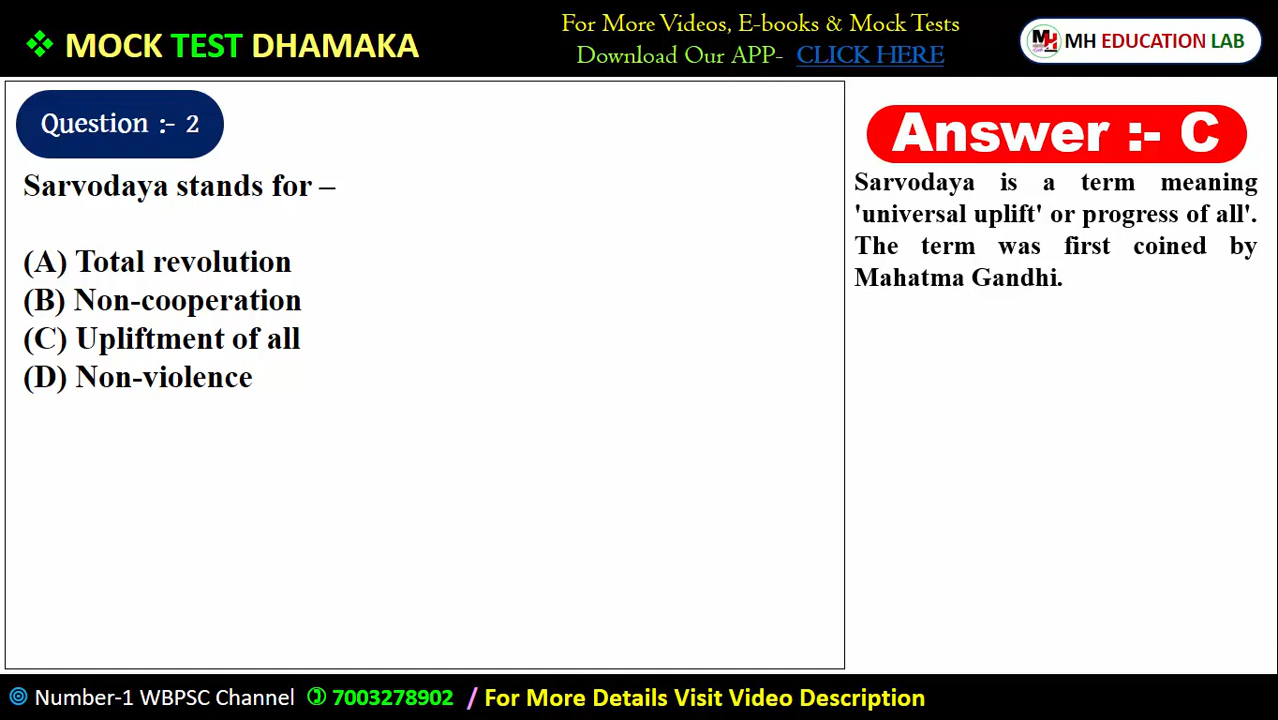 ❖ MOCK TEST DHAMAKA
For More Videos, E-books & Mock Tests
Download Our APP- CLICK HERE
MH EDUCATION LAB
Question :- 2
Sarvodaya stands for –
(A) Total revolution
(B) Non-cooperation
(C) Upliftment of all
(D) Non-violence
Answer :- C
Sarvodaya is a term meaning
'universal uplift' or progress of all'.
The term was first coined by
Mahatma Gandhi.
Number-1 WBPSC Channel 7003278902 / For More Details Visit Video Description